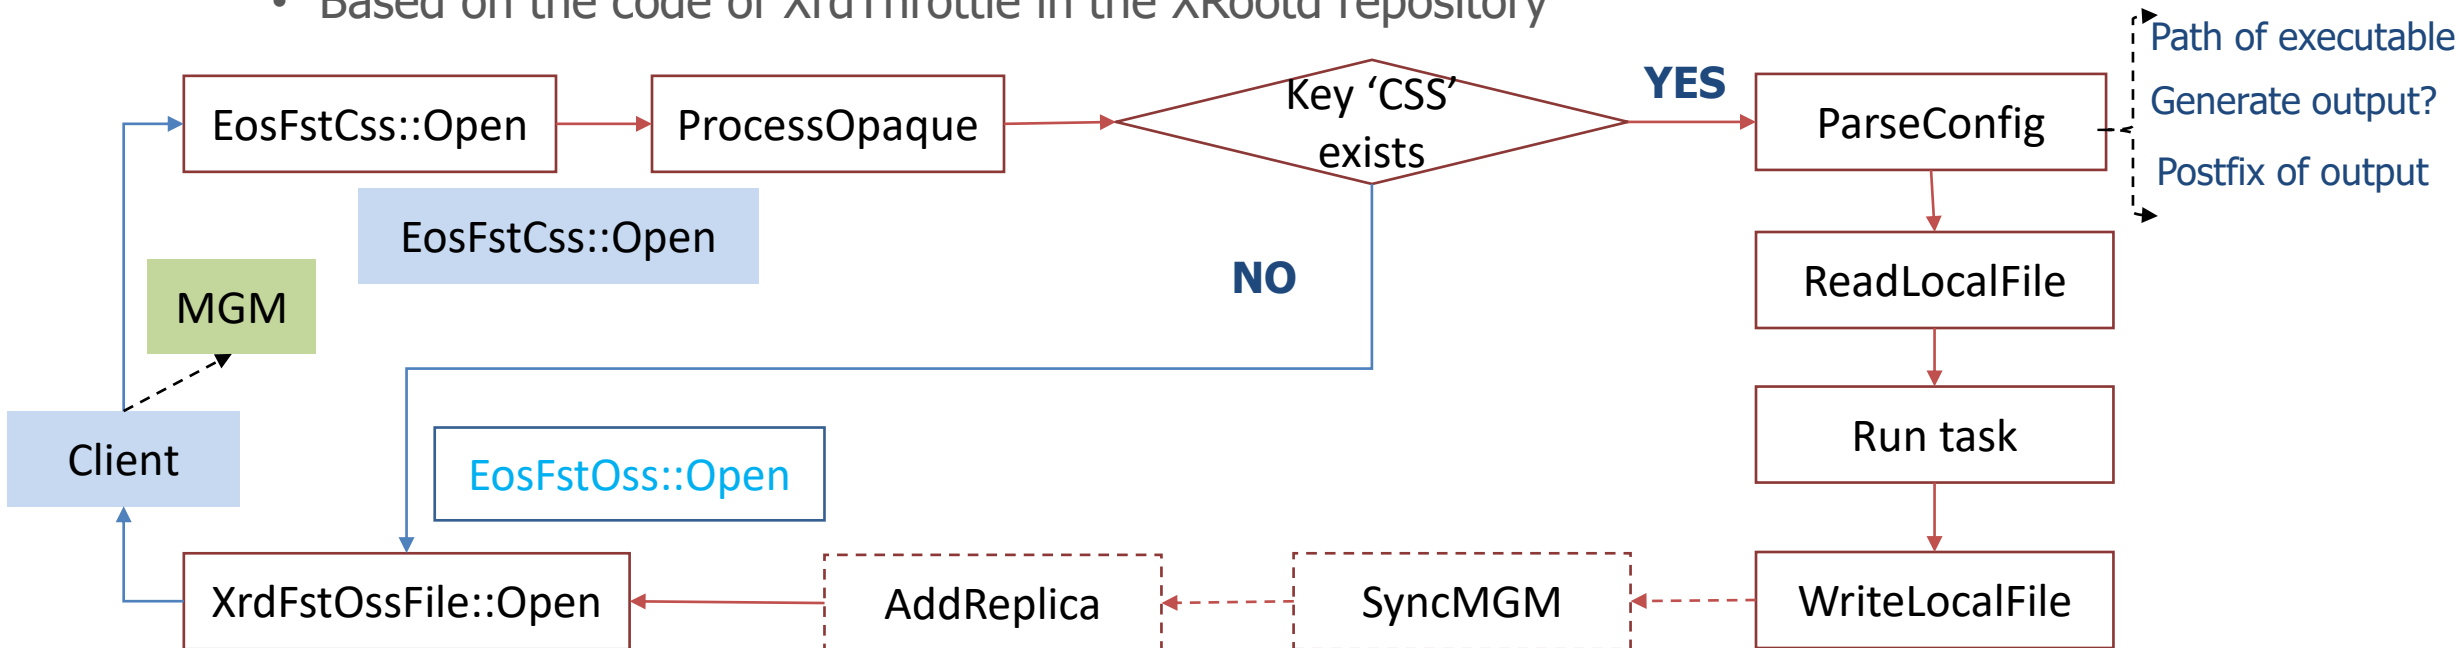 • Based on the code of XrdThrottle in the XRootd repository
Path of executable
Generate output?
Postfix of output
EosFstCss::Open
ProcessOpaque
Key ‘CSS’
exists
YES
ParseConfig
EosFstCss::Open
NO
ReadLocalFile
MGM
Client
EosFstOss::Open
Run task
XrdFstOssFile::Open
AddReplica
SyncMGM
WriteLocalFile